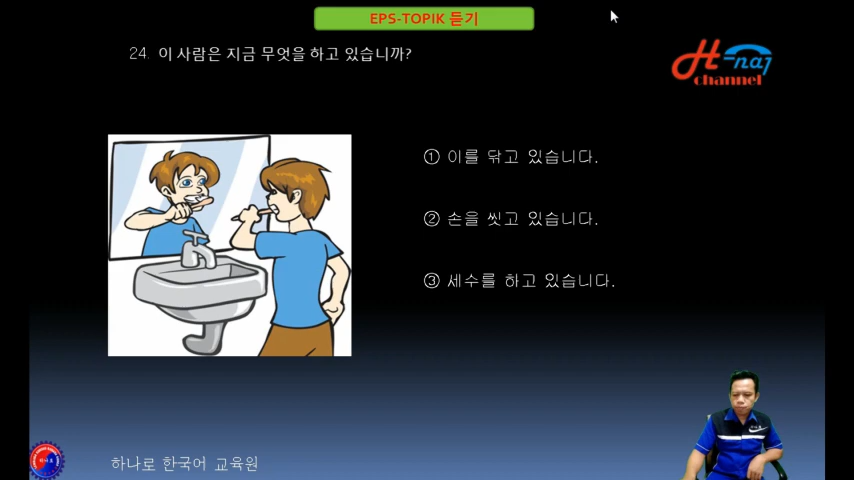 EPS-TOPIK 듣기
24. 이 사람은 지금 무엇을 하고 있습니까?
H-naj
channel
① 이를 닦고 있습니다.
② 손을 씻고 있습니다.
③ 세수를 하고 있습니다.
하나로 한국어 교육원